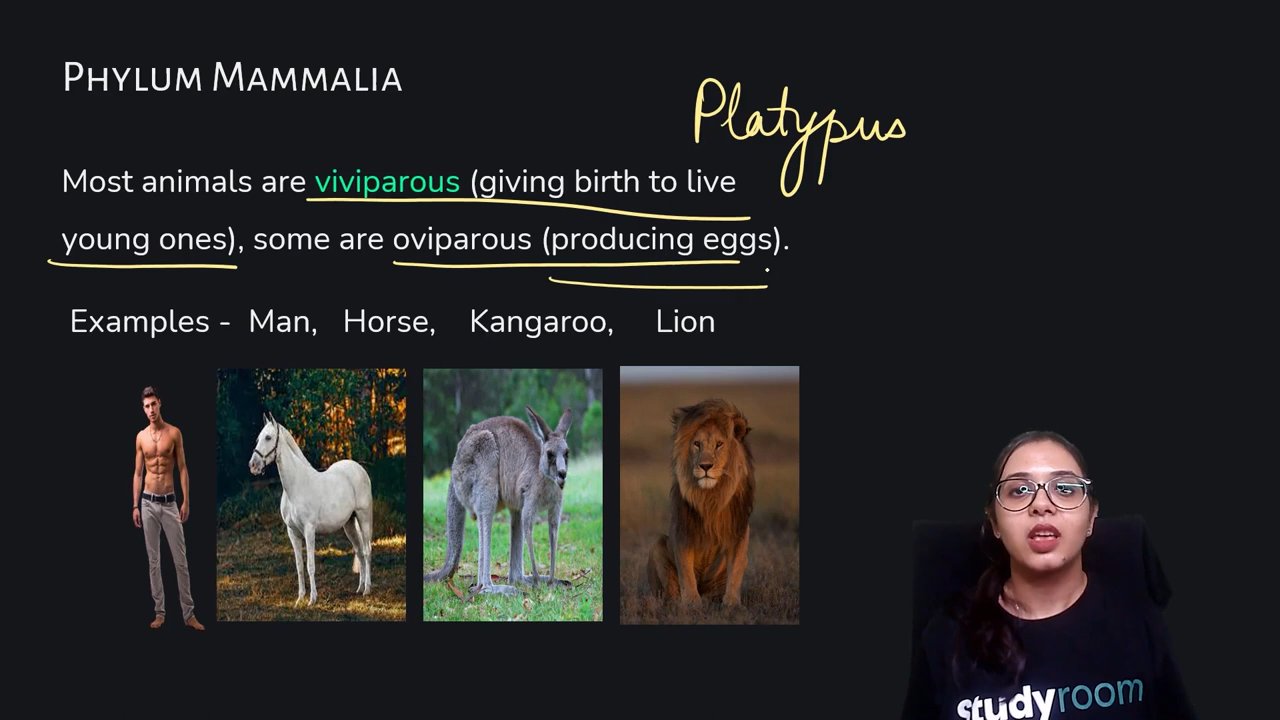 PHYLUM MAMMALIA
Platypus
Most animals are viviparous (giving birth to live
young ones), some are oviparous (producing eggs).
Examples - Man, Horse, Kangaroo, Lion
studyroom